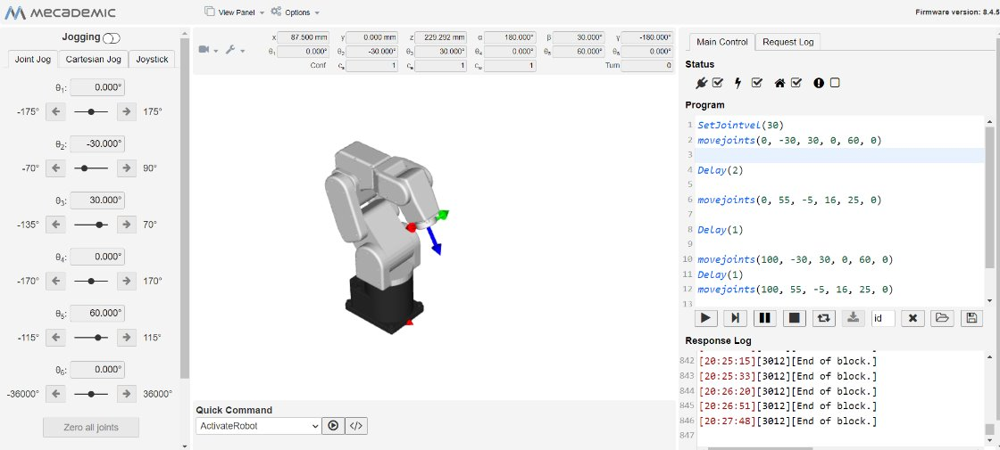 MECADEMIC
View Panel Options
Firmware version: 8.4.5
Jogging
Joint Jog Cartesian Jog Joystick
θ1: 0.000°
-175° 175°
θ2: -30.000°
-70° 90°
θ3: 30.000°
-135° 70°
θ4: 0.000°
-170° 170°
θ5: 60.000°
-115° 115°
θ6: 0.000°
-36000° 36000°
Zero all joints
x 87.500 mm y 0.000 mm z 229.292 mm α 180.000° β 30.000° γ -180.000°
θ1 0.000° θ2 -30.000° θ3 30.000° θ4 0.000° θ5 60.000° θ6 0.000°
Conf cs 1 ce 1 cw 1 Turn 0
Quick Command
ActivateRobot
</>
Main Control Request Log
Status
Program
1 SetJointvel(30)
2 movejoints(0, -30, 30, 0, 60, 0)
3
4 Delay(2)
5
6 movejoints(0, 55, -5, 16, 25, 0)
7
8 Delay(1)
9
10 movejoints(100, -30, 30, 0, 60, 0)
11 Delay(1)
12 movejoints(100, 55, -5, 16, 25, 0)
13
id
Response Log
842 [20:25:15][3012][End of block.]
843 [20:25:33][3012][End of block.]
844 [20:26:20][3012][End of block.]
845 [20:26:51][3012][End of block.]
846 [20:27:48][3012][End of block.]
847